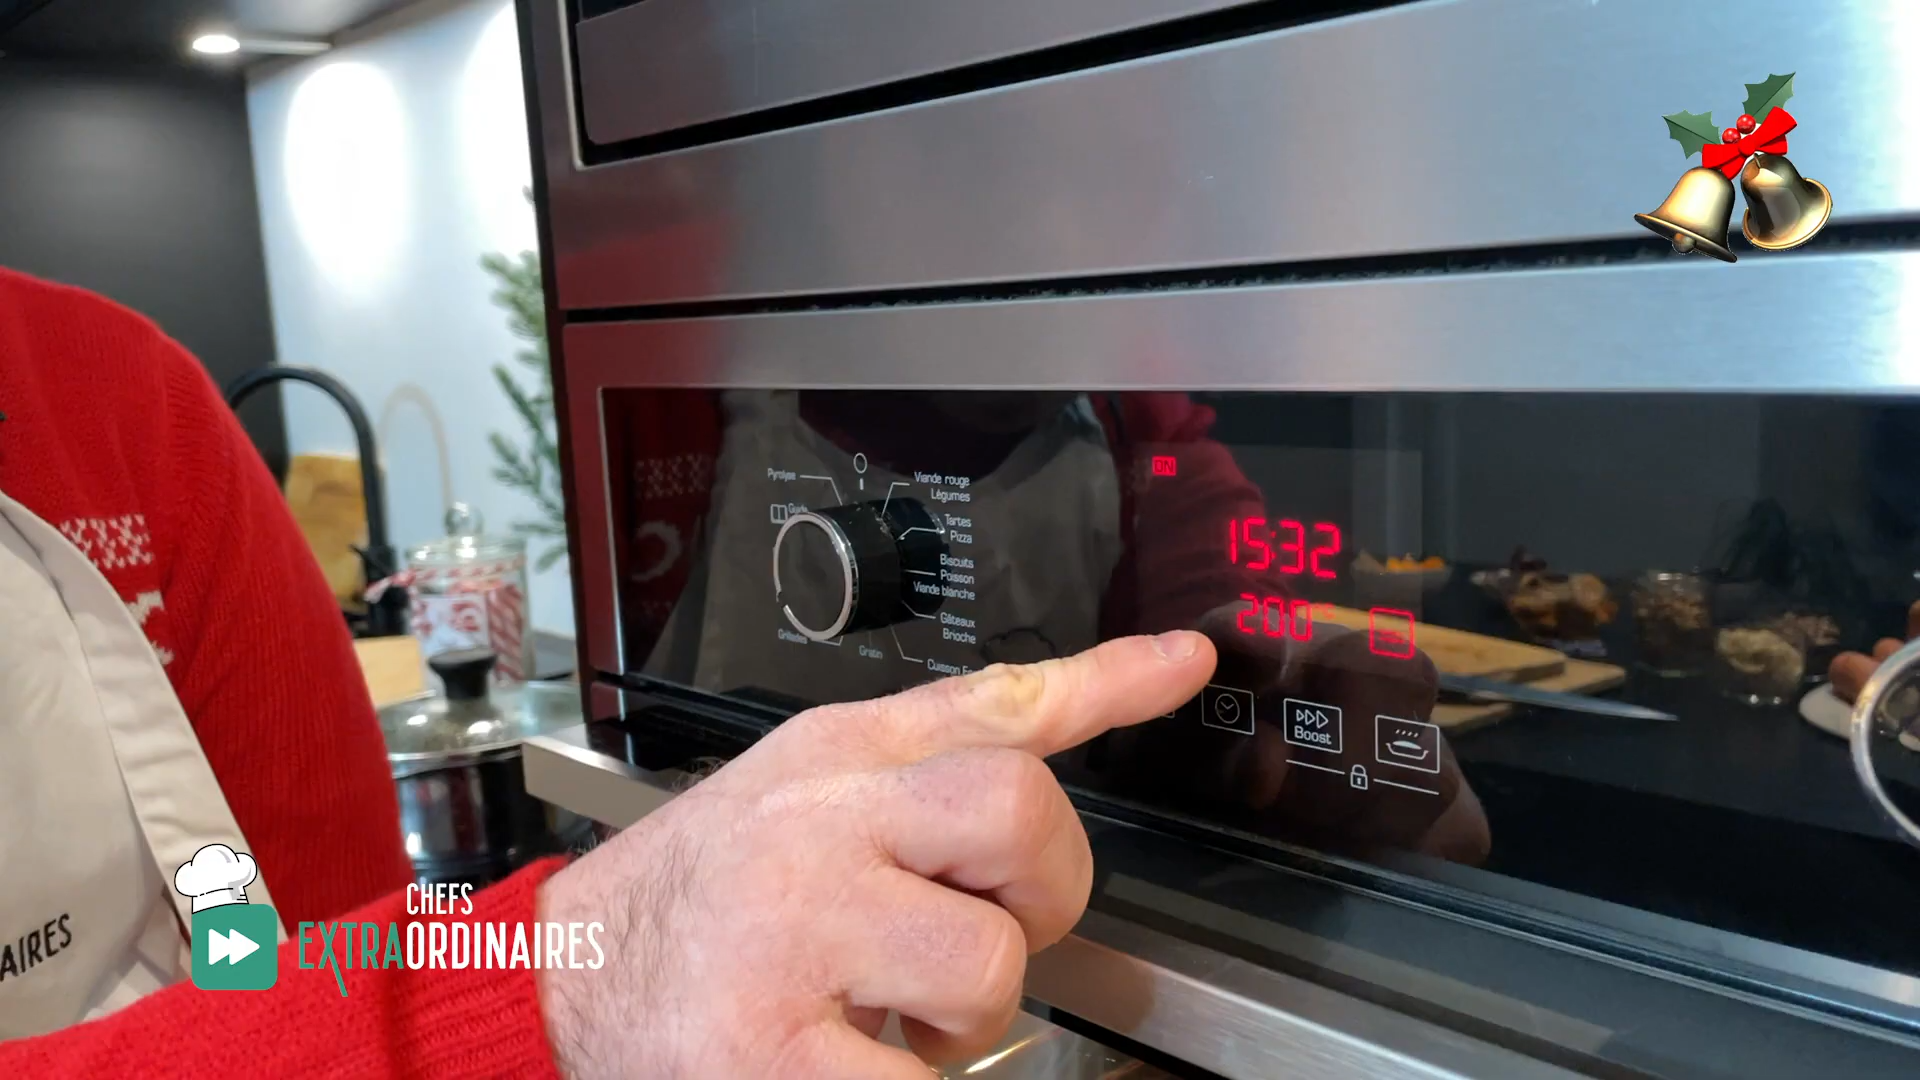 Pyrolyse
Guide
Viande rouge
Légumes
Tartes
Pizza
Biscuits
Poisson
Viande blanche
Gâteaux
Brioche
Gratin
Grillades
ON
15:32
200°C
Boost
AIRES
CHEFS
EXTRAORDINAIRES